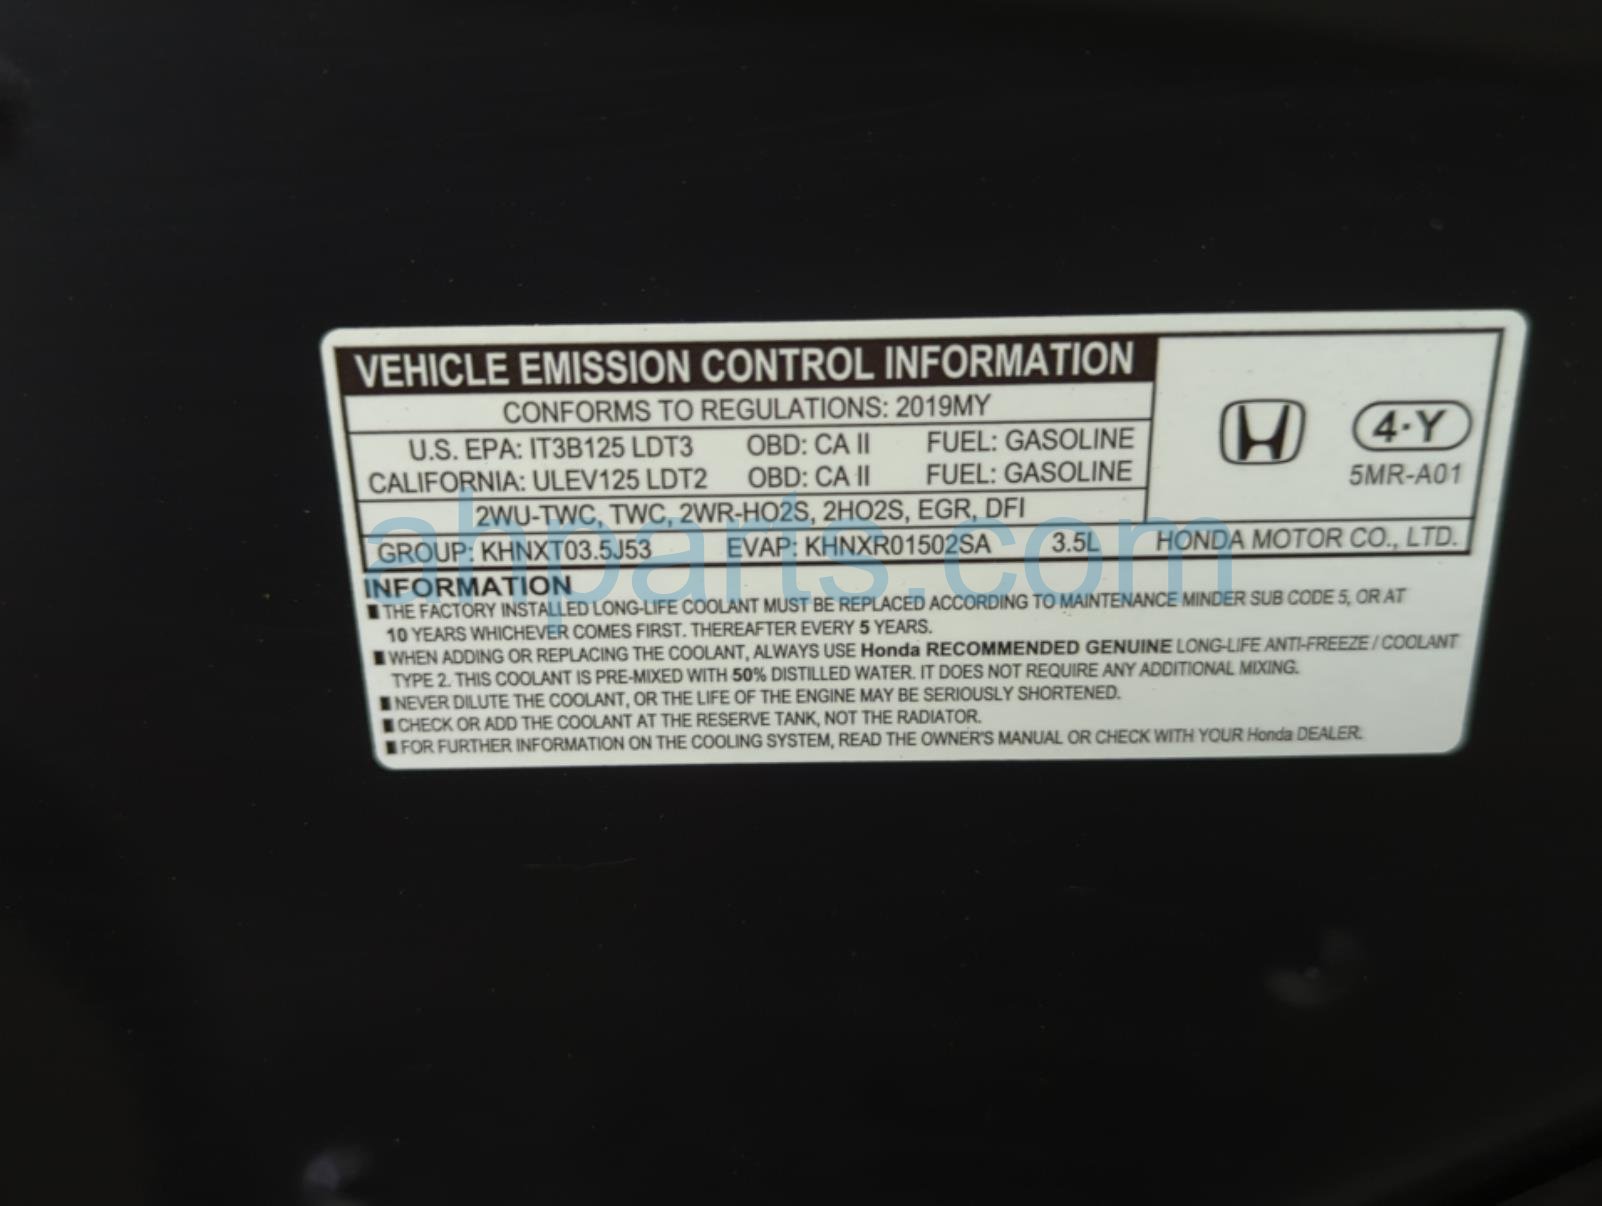 VEHICLE EMISSION CONTROL INFORMATION
CONFORMS TO REGULATIONS: 2019MY
U.S. EPA: IT3B125 LDT3 OBD: CA II FUEL: GASOLINE
CALIFORNIA: ULEV125 LDT2 OBD: CA II FUEL: GASOLINE
4·Y
5MR-A01
2WU-TWC, TWC, 2WR-HO2S, 2HO2S, EGR, DFI
GROUP: KHNXT03.5J53 EVAP: KHNXR01502SA 3.5L HONDA MOTOR CO., LTD.
ahparts.com
INFORMATION
■ THE FACTORY INSTALLED LONG-LIFE COOLANT MUST BE REPLACED ACCORDING TO MAINTENANCE MINDER SUB CODE 5, OR AT
10 YEARS WHICHEVER COMES FIRST. THEREAFTER EVERY 5 YEARS.
■ WHEN ADDING OR REPLACING THE COOLANT, ALWAYS USE Honda RECOMMENDED GENUINE LONG-LIFE ANTI-FREEZE / COOLANT
TYPE 2. THIS COOLANT IS PRE-MIXED WITH 50% DISTILLED WATER. IT DOES NOT REQUIRE ANY ADDITIONAL MIXING.
■ NEVER DILUTE THE COOLANT, OR THE LIFE OF THE ENGINE MAY BE SERIOUSLY SHORTENED.
■ CHECK OR ADD THE COOLANT AT THE RESERVE TANK, NOT THE RADIATOR.
■ FOR FURTHER INFORMATION ON THE COOLING SYSTEM, READ THE OWNER'S MANUAL OR CHECK WITH YOUR Honda DEALER.